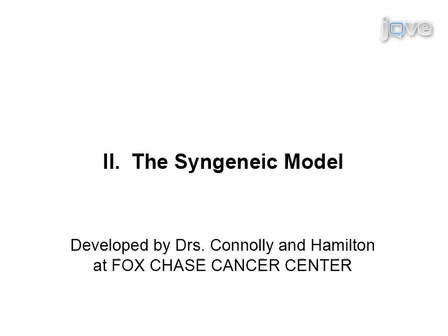 jove
II. The Syngeneic Model
Developed by Drs. Connolly and Hamilton
at FOX CHASE CANCER CENTER